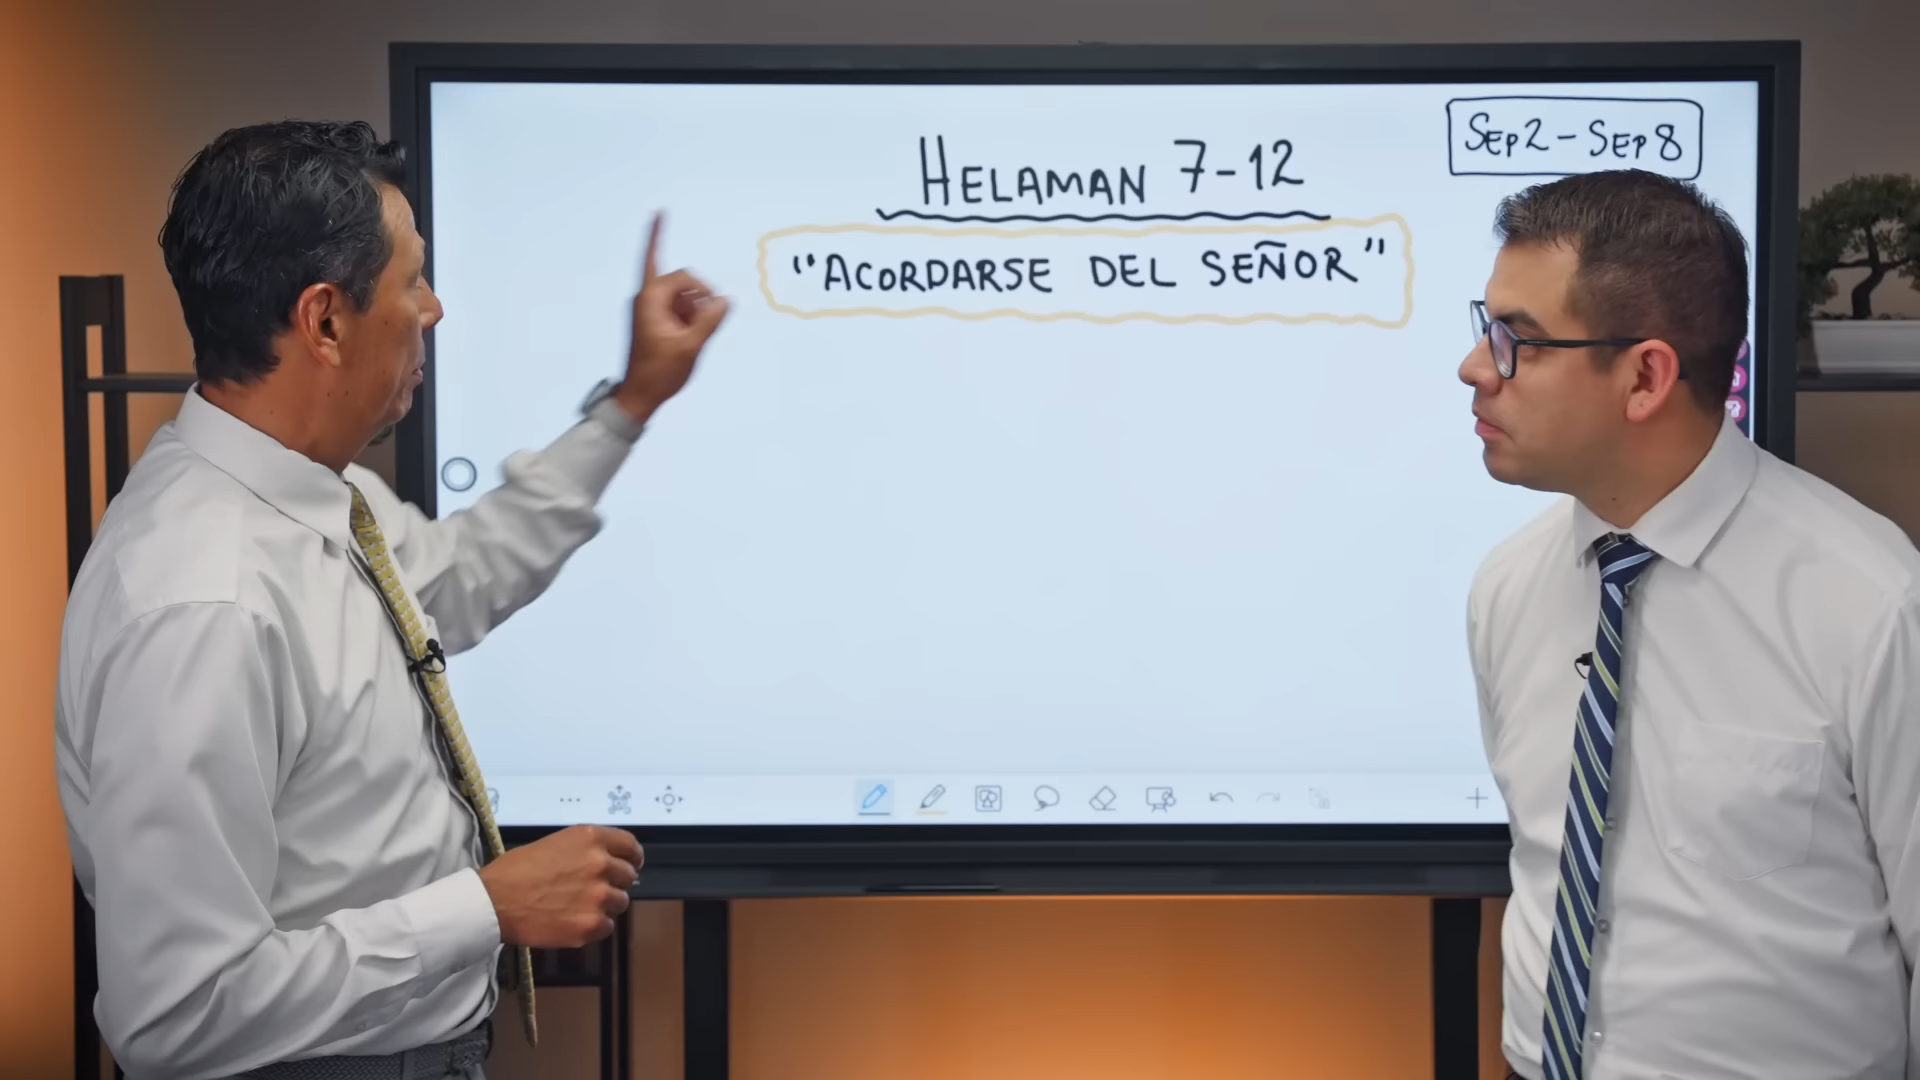 HELAMAN 7-12
SEP 2 - SEP 8
"ACORDARSE DEL SEÑOR"